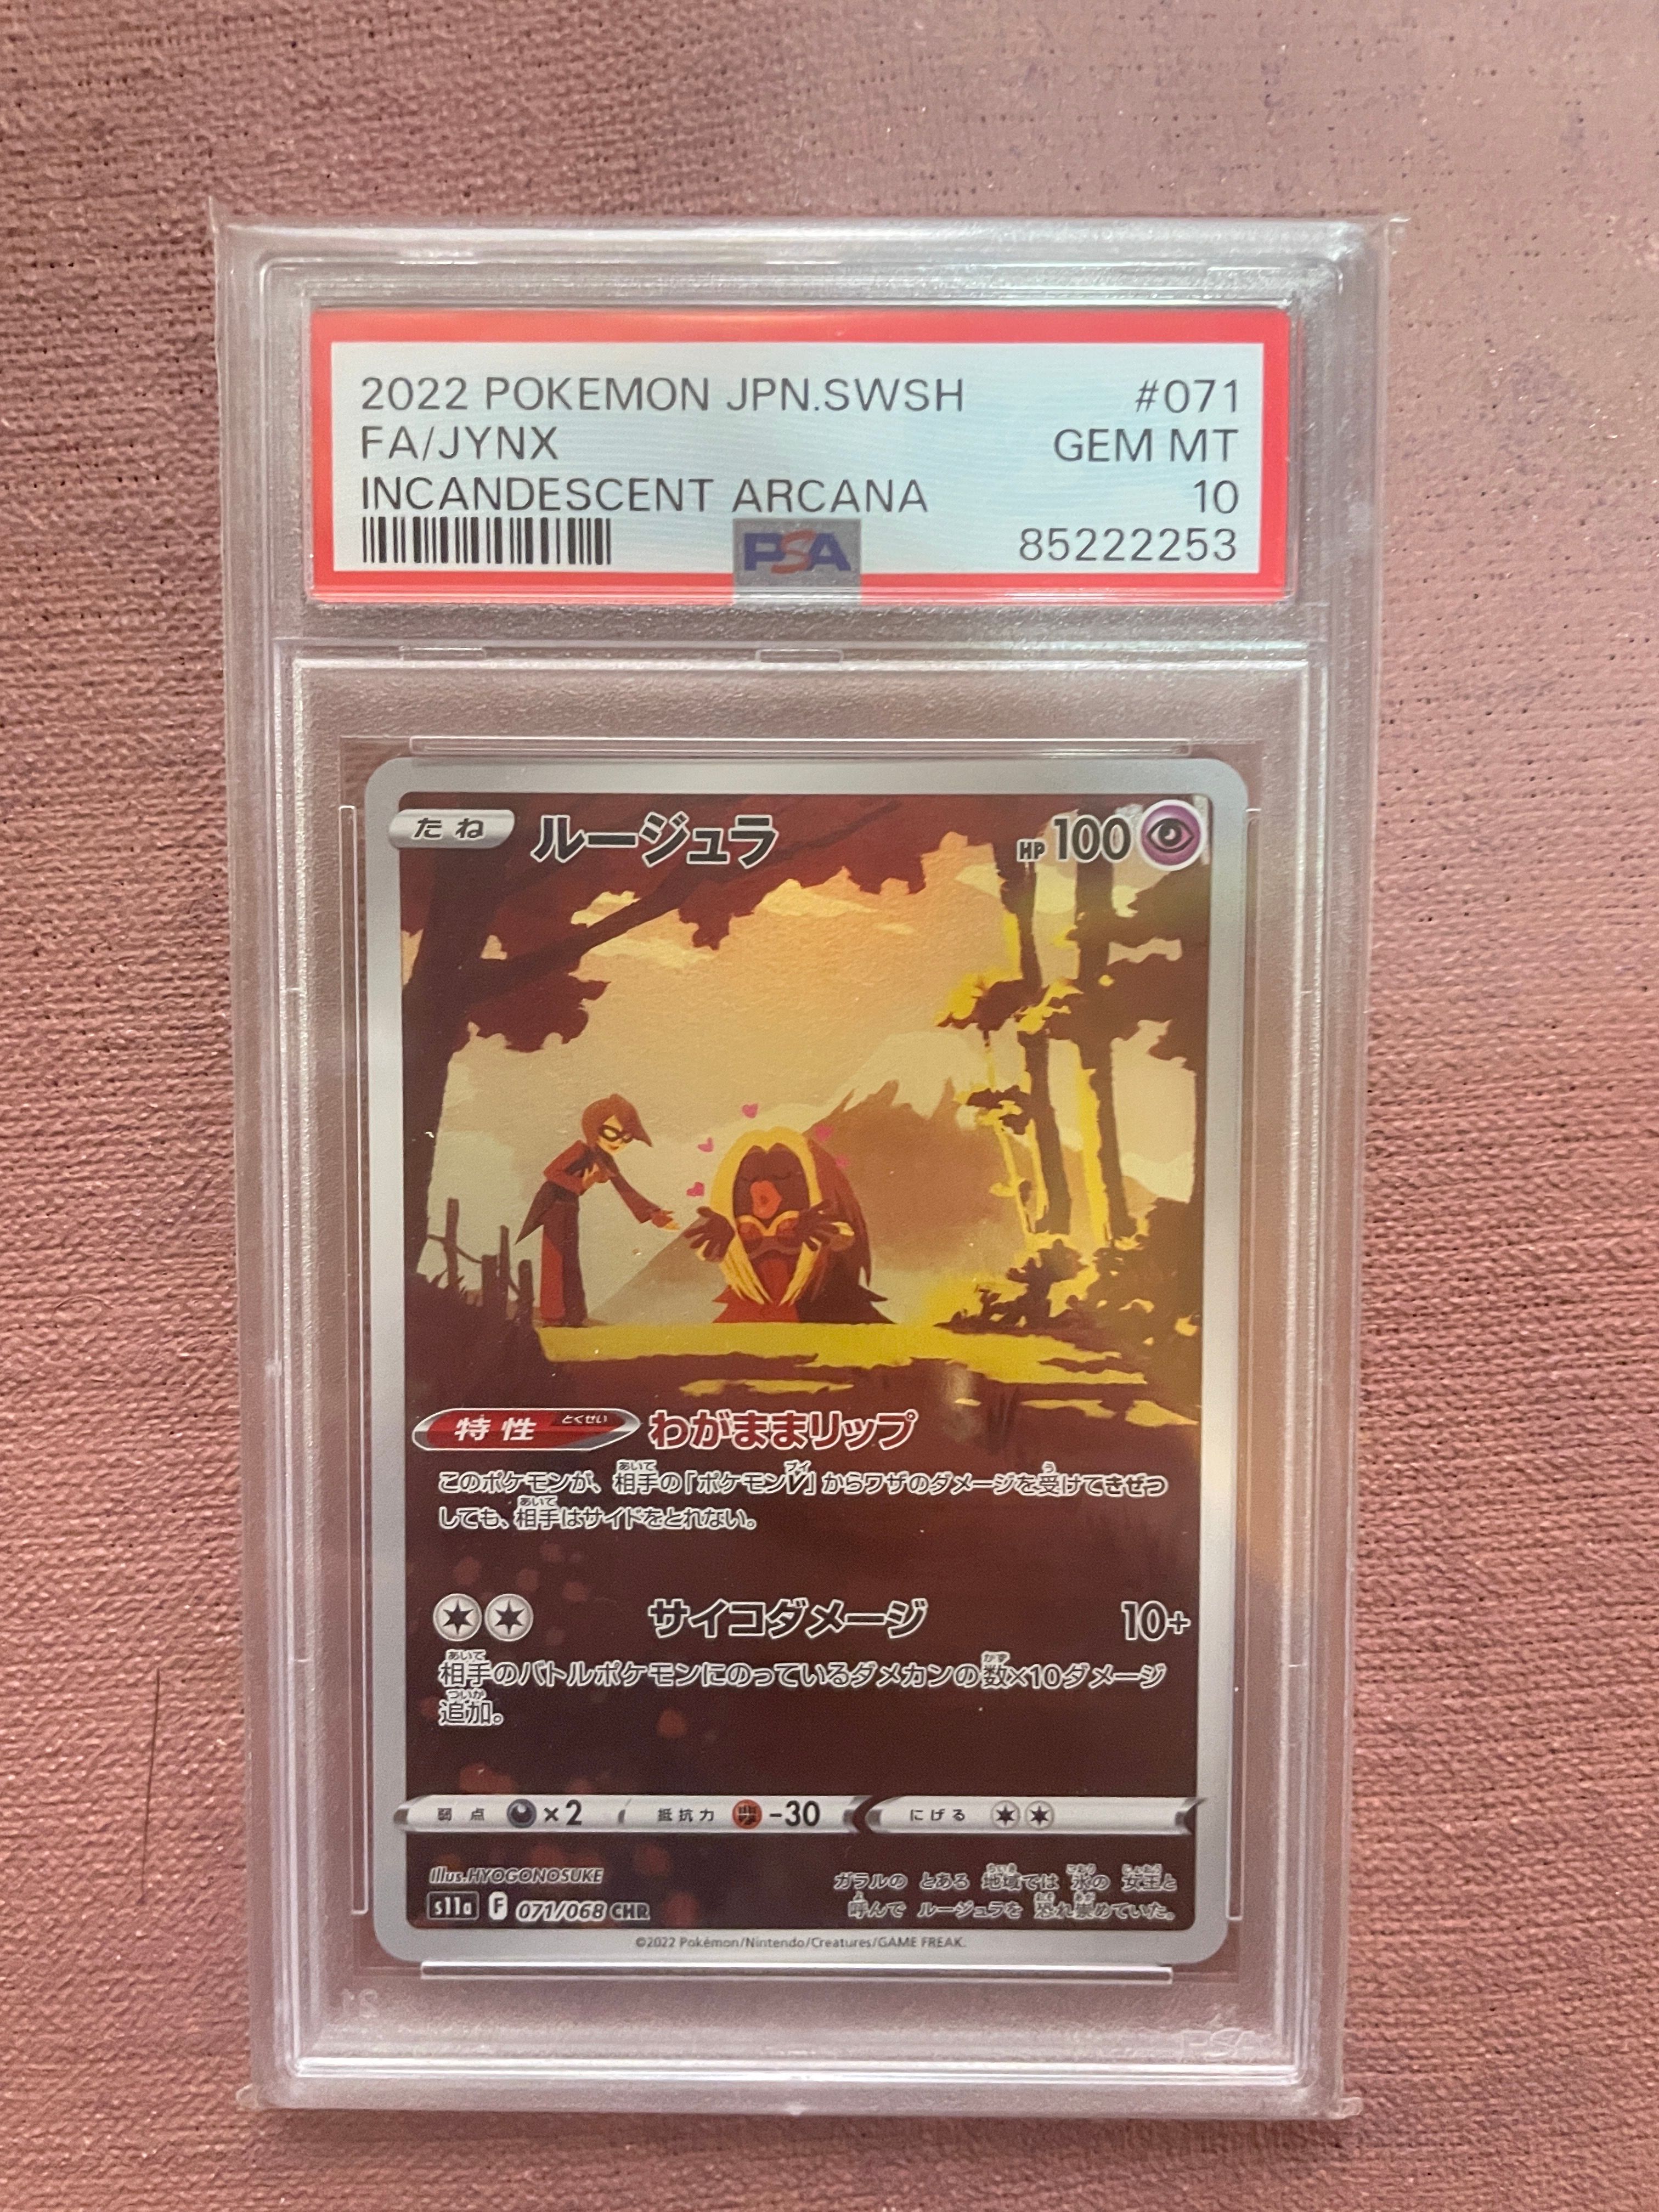 2022 POKEMON JPN.SWSH #071
FA/JYNX GEM MT
INCANDESCENT ARCANA 10
PSA 85222253
たね ルージュラ HP 100
特性 とくせい わがままリップ
このポケモンが、相手の「ポケモンV」からワザのダメージを受けてきぜつ
しても、相手はサイドをとれない。
サイコダメージ 10+
相手のバトルポケモンにのっているダメカンの数×10ダメージ
追加。
弱点 ×2 抵抗力 -30 にげる
Illus.HYOGONOSUKE
ガラルの とある 地域では 氷の 女王と
呼んで ルージュラを 恐れ崇めていた。
s11a F 071/068 CHR
©2022 Pokémon/Nintendo/Creatures/GAME FREAK.